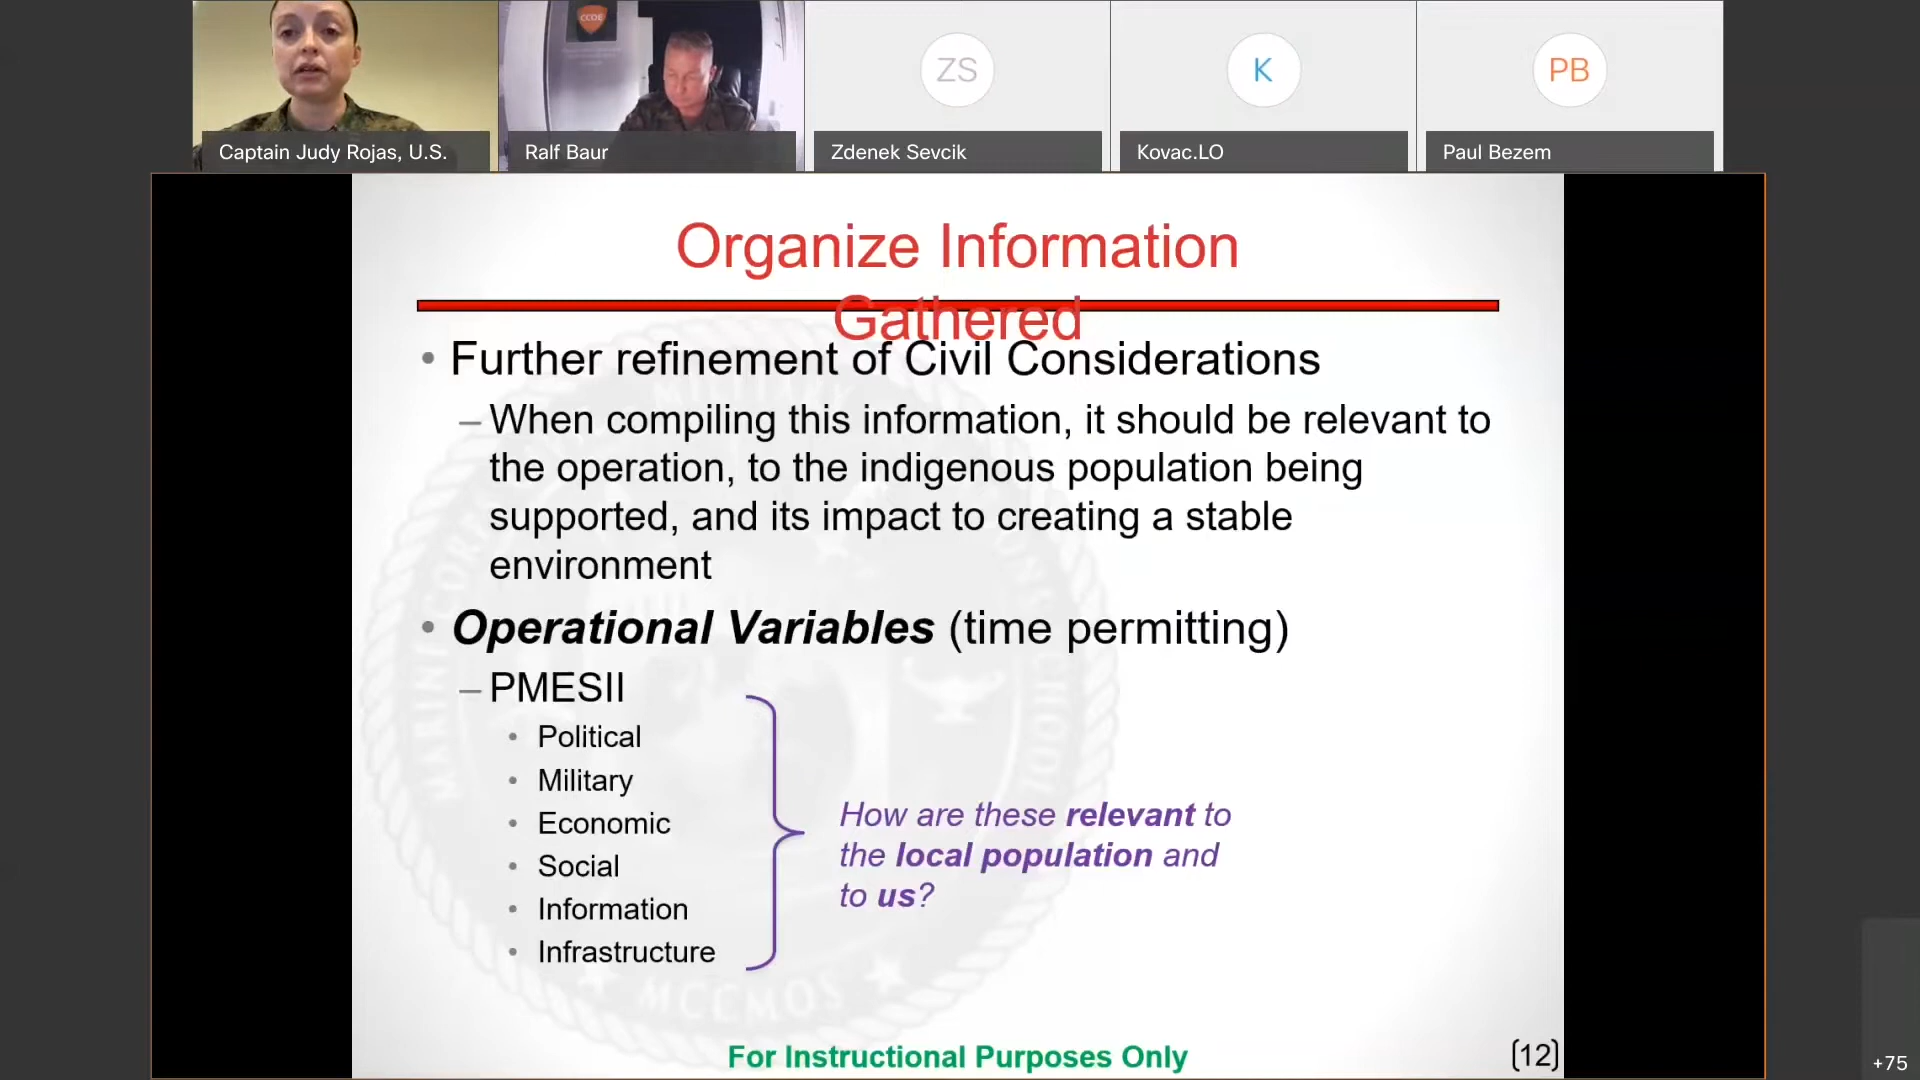 CCOE
ZS
K
PB
Captain Judy Rojas, U.S.
Ralf Baur
Zdenek Sevcik
Kovac.LO
Paul Bezem
Organize Information
Gathered
• Further refinement of Civil Considerations
– When compiling this information, it should be relevant to
the operation, to the indigenous population being
supported, and its impact to creating a stable
environment
• Operational Variables (time permitting)
– PMESII
• Political
• Military
• Economic
• Social
• Information
• Infrastructure
How are these relevant to
the local population and
to us?
MCCMOS
For Instructional Purposes Only
[12]
+75